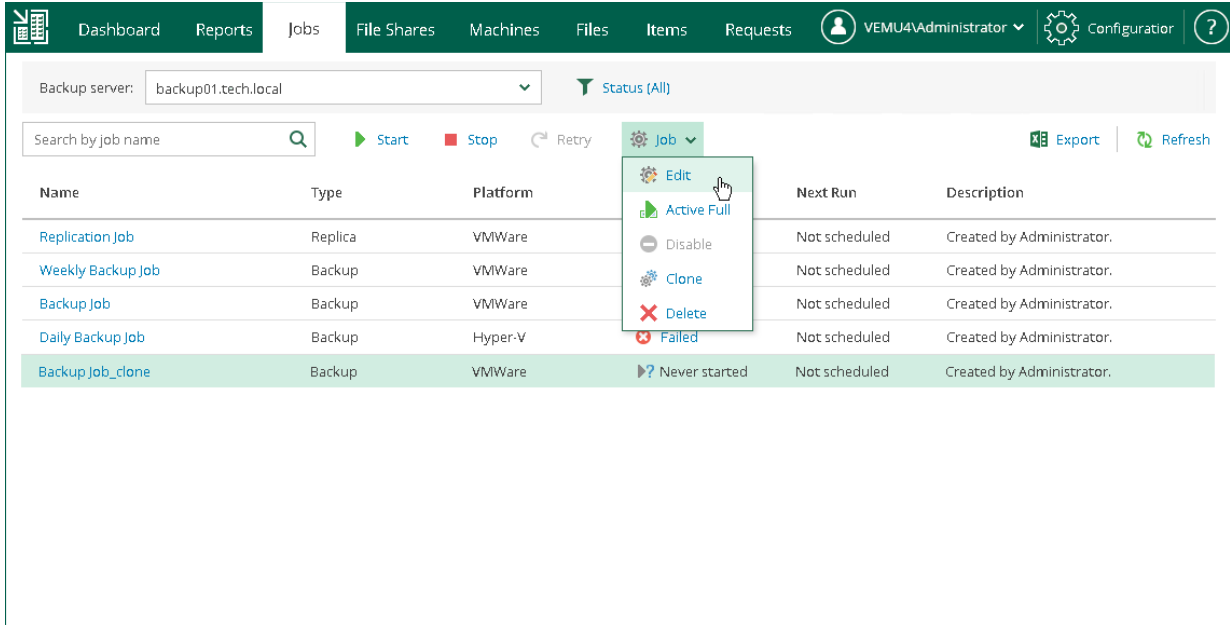 Dashboard Reports Jobs File Shares Machines Files Items Requests VEMU4\Administrator Configuration ?
Backup server: backup01.tech.local Status (All)
Search by job name Start Stop Retry Job Export Refresh
Edit
Name Type Platform Next Run Description
Active Full
Replication Job Replica VMWare Not scheduled Created by Administrator.
Disable
Weekly Backup Job Backup VMWare Not scheduled Created by Administrator.
Clone
Backup Job Backup VMWare Not scheduled Created by Administrator.
Delete
Daily Backup Job Backup Hyper-V Failed Not scheduled Created by Administrator.
Backup Job_clone Backup VMWare ? Never started Not scheduled Created by Administrator.